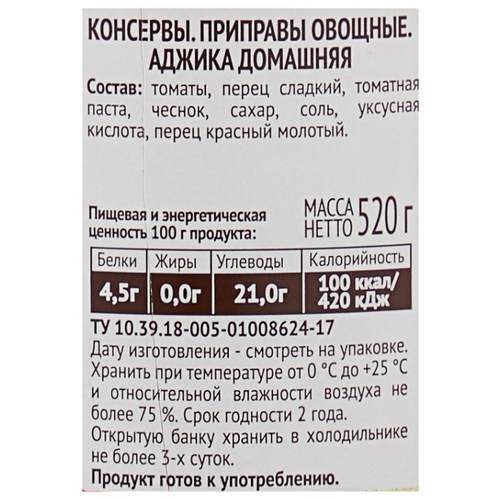 КОНСЕРВЫ. ПРИПРАВЫ ОВОЩНЫЕ.
АДЖИКА ДОМАШНЯЯ
Состав: томаты, перец сладкий, томатная
паста, чеснок, сахар, соль, уксусная
кислота, перец красный молотый.
Пищевая и энергетическая
ценность 100 г продукта:
МАССА
НЕТТО 520 г
Белки Жиры Углеводы Калорийность
4,5г 0,0г 21,0г 100 ккал/
420 кДж
ТУ 10.39.18-005-01008624-17
Дата изготовления - смотреть на упаковке.
Хранить при температуре от 0 °С до +25 °С
и относительной влажности воздуха не
более 75 %. Срок годности 2 года.
Открытую банку хранить в холодильнике
не более 3-х суток.
Продукт готов к употреблению.